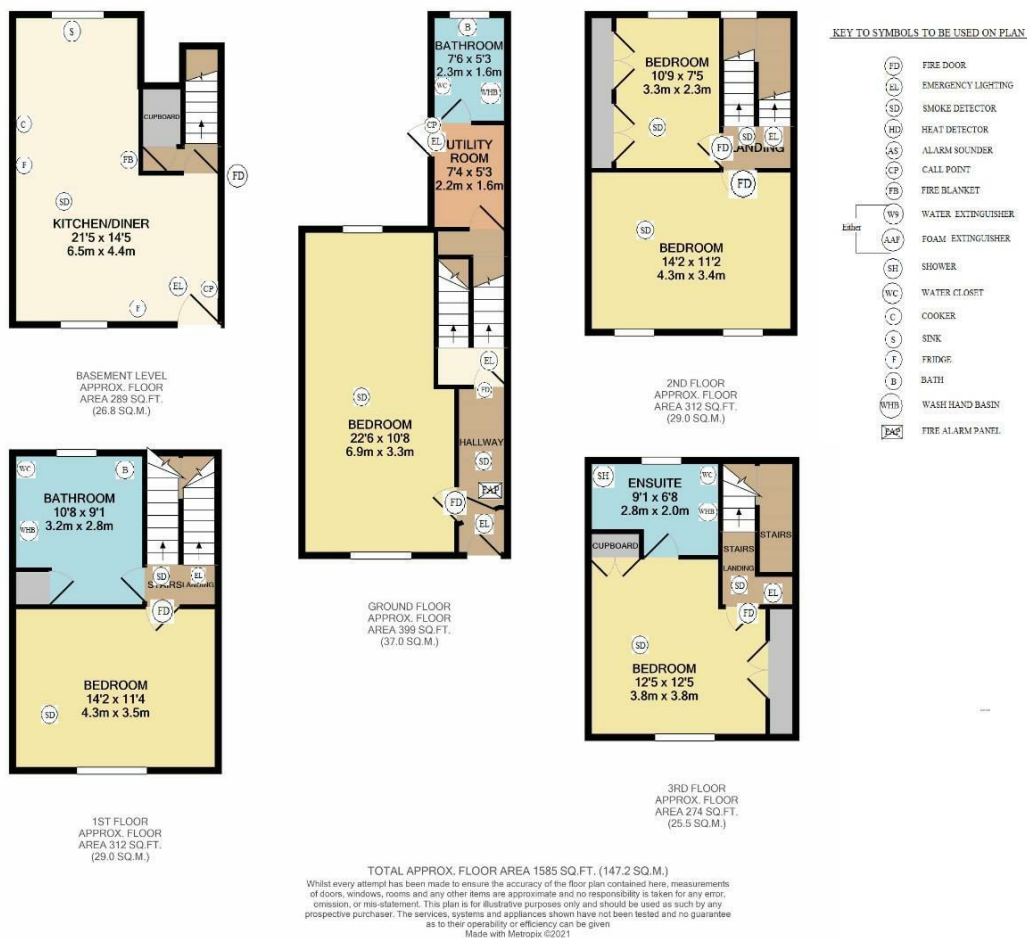 S
C
F
FB
CUPBOARD
FD
SD
KITCHEN/DINER
21'5 x 14'5
6.5m x 4.4m
EL
CP
F
BASEMENT LEVEL
APPROX. FLOOR
AREA 289 SQ.FT.
(26.8 SQ.M.)
B
BATHROOM
7'6 x 5'3
2.3m x 1.6m
WC
WHB
CP
EL
UTILITY
ROOM
7'4 x 5'3
2.2m x 1.6m
EL
FD
SD
BEDROOM
22'6 x 10'8
6.9m x 3.3m
HALLWAY
SD
FAP
FD
EL
GROUND FLOOR
APPROX. FLOOR
AREA 399 SQ.FT.
(37.0 SQ.M.)
BEDROOM
10'9 x 7'5
3.3m x 2.3m
SD
SD
EL
FD
LANDING
FD
SD
BEDROOM
14'2 x 11'2
4.3m x 3.4m
2ND FLOOR
APPROX. FLOOR
AREA 312 SQ.FT.
(29.0 SQ.M.)
KEY TO SYMBOLS TO BE USED ON PLAN
FD FIRE DOOR
EL EMERGENCY LIGHTING
SD SMOKE DETECTOR
HD HEAT DETECTOR
AS ALARM SOUNDER
CP CALL POINT
FB FIRE BLANKET
W9 WATER EXTINGUISHER
Either
AAF FOAM EXTINGUISHER
SH SHOWER
WC WATER CLOSET
C COOKER
S SINK
F FRIDGE
B BATH
WHB WASH HAND BASIN
FAP FIRE ALARM PANEL
WC
B
BATHROOM
10'8 x 9'1
3.2m x 2.8m
WHB
SD
EL
STAIRS
LANDING
FD
BEDROOM
14'2 x 11'4
4.3m x 3.5m
SD
1ST FLOOR
APPROX. FLOOR
AREA 312 SQ.FT.
(29.0 SQ.M.)
SH
WC
ENSUITE
9'1 x 6'8
2.8m x 2.0m
WHB
CUPBOARD
STAIRS
STAIRS
LANDING
SD
EL
FD
SD
BEDROOM
12'5 x 12'5
3.8m x 3.8m
3RD FLOOR
APPROX. FLOOR
AREA 274 SQ.FT.
(25.5 SQ.M.)
TOTAL APPROX. FLOOR AREA 1585 SQ.FT. (147.2 SQ.M.)
Whilst every attempt has been made to ensure the accuracy of the floor plan contained here, measurements
of doors, windows, rooms and any other items are approximate and no responsibility is taken for any error,
omission, or mis-statement. This plan is for illustrative purposes only and should be used as such by any
prospective purchaser. The services, systems and appliances shown have not been tested and no guarantee
as to their operability or efficiency can be given
Made with Metropix ©2021